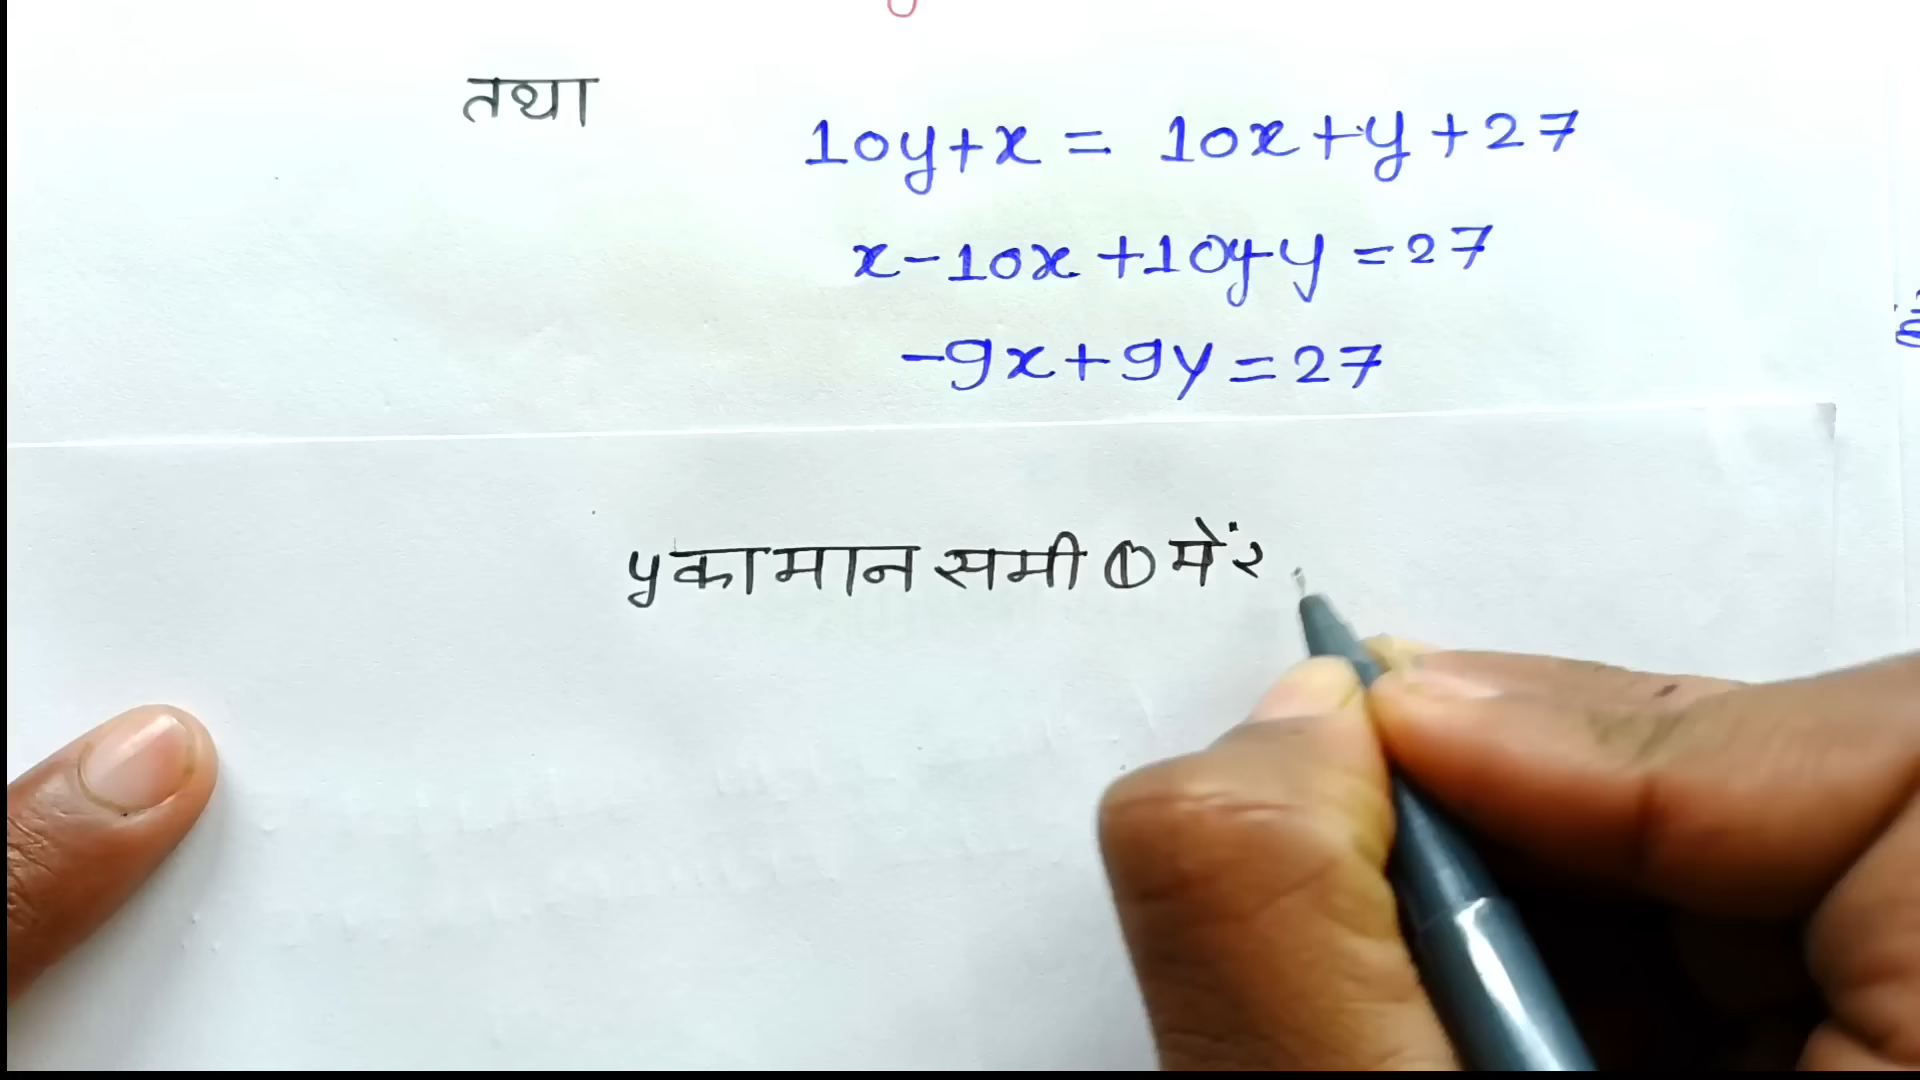 तथा
10y+x = 10x+y+27
x-10x+10y-y=27
-9x+9y=27
y का मान समी ① में र